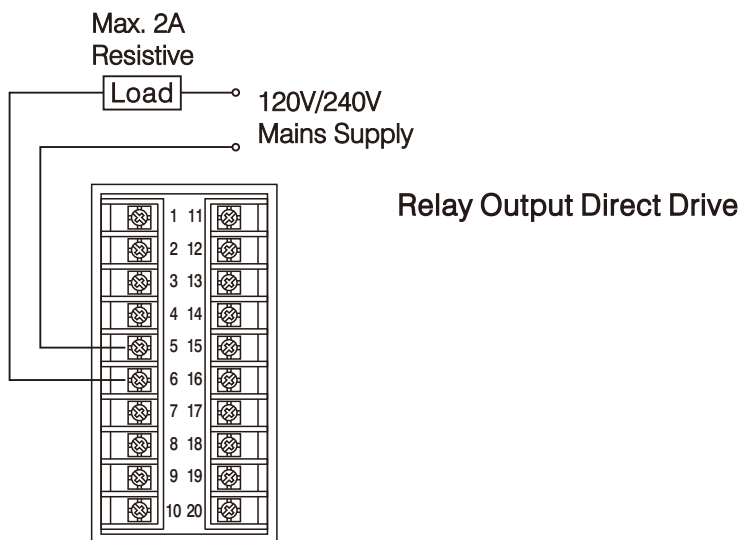 Max. 2A
Resistive
Load
120V/240V
Mains Supply
Relay Output Direct Drive
1 11
2 12
3 13
4 14
5 15
6 16
7 17
8 18
9 19
10 20